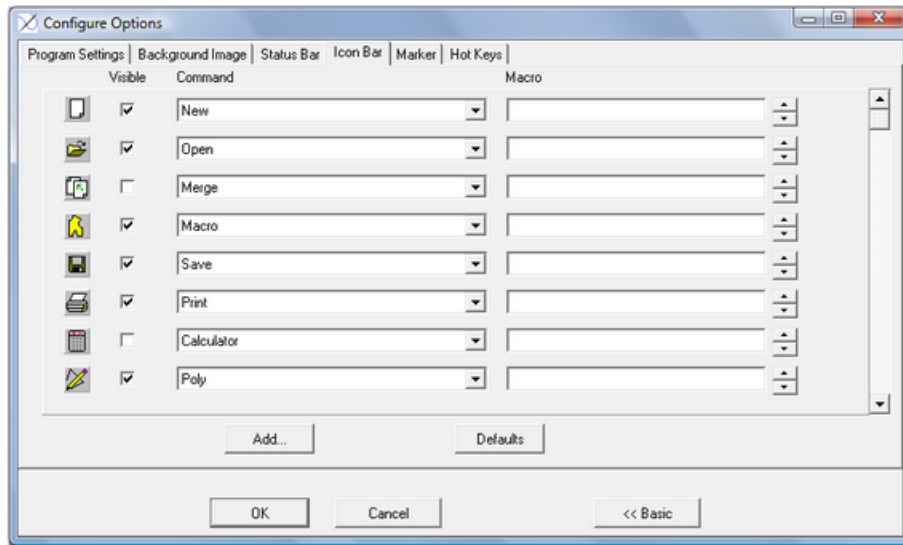 Configure Options
Program Settings Background Image Status Bar Icon Bar Marker Hot Keys
Visible Command Macro
New
Open
Merge
Macro
Save
Print
Calculator
Poly
Add... Defaults
OK Cancel << Basic